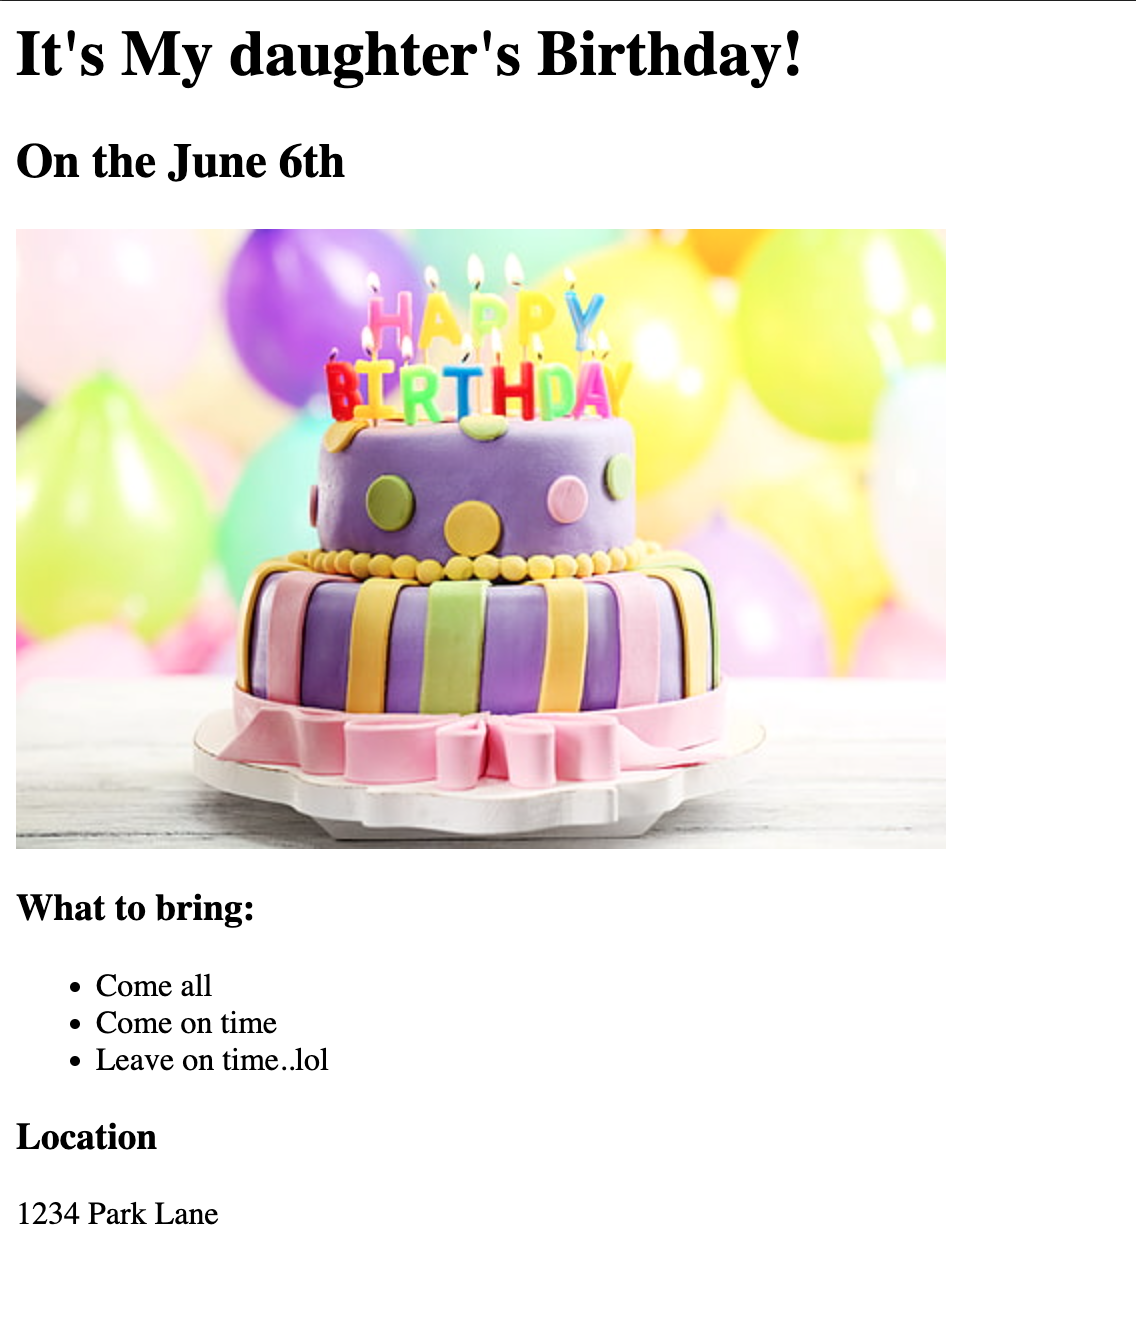 It's My daughter's Birthday!
On the June 6th
HAPPY
BIRTHDAY
What to bring:
Come all
Come on time
Leave on time..lol
Location
1234 Park Lane